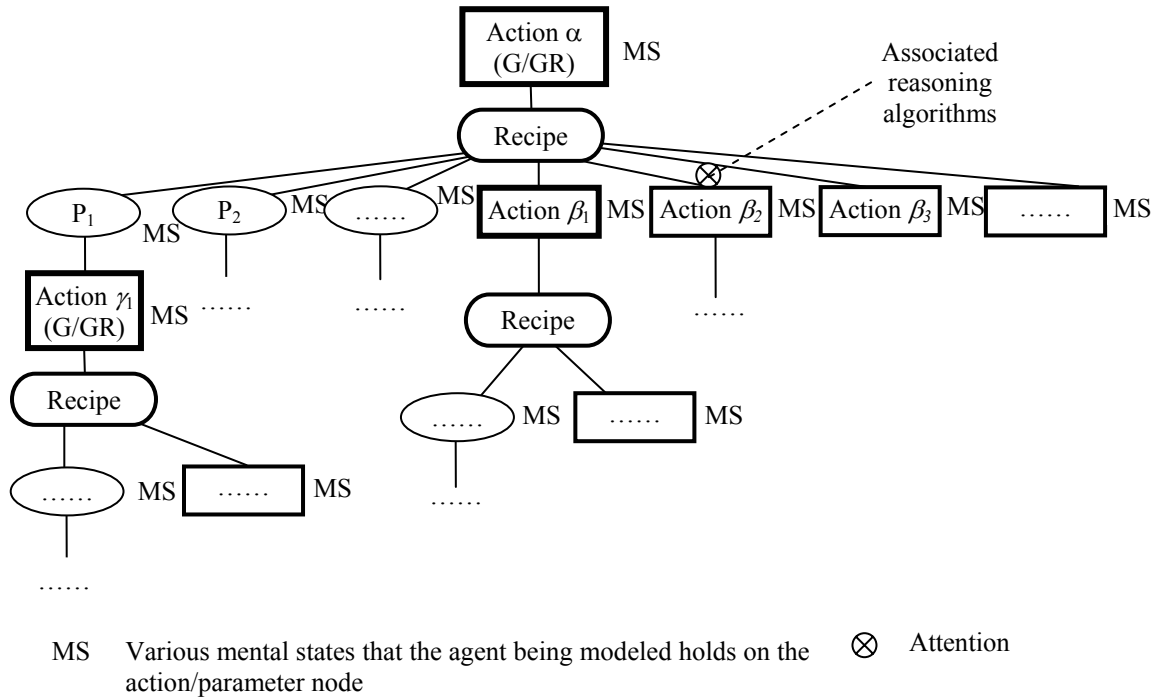 Action α
(G/GR)
MS
Associated
reasoning
algorithms
Recipe
P1
MS
P2
MS
......
MS
Action β1
MS
Action β2
MS
Action β3
MS
......
MS
Action γ1
(G/GR)
MS
......
......
Recipe
......
Recipe
......
MS
......
MS
......
MS
......
MS
......
......
MS Various mental states that the agent being modeled holds on the
action/parameter node
Attention